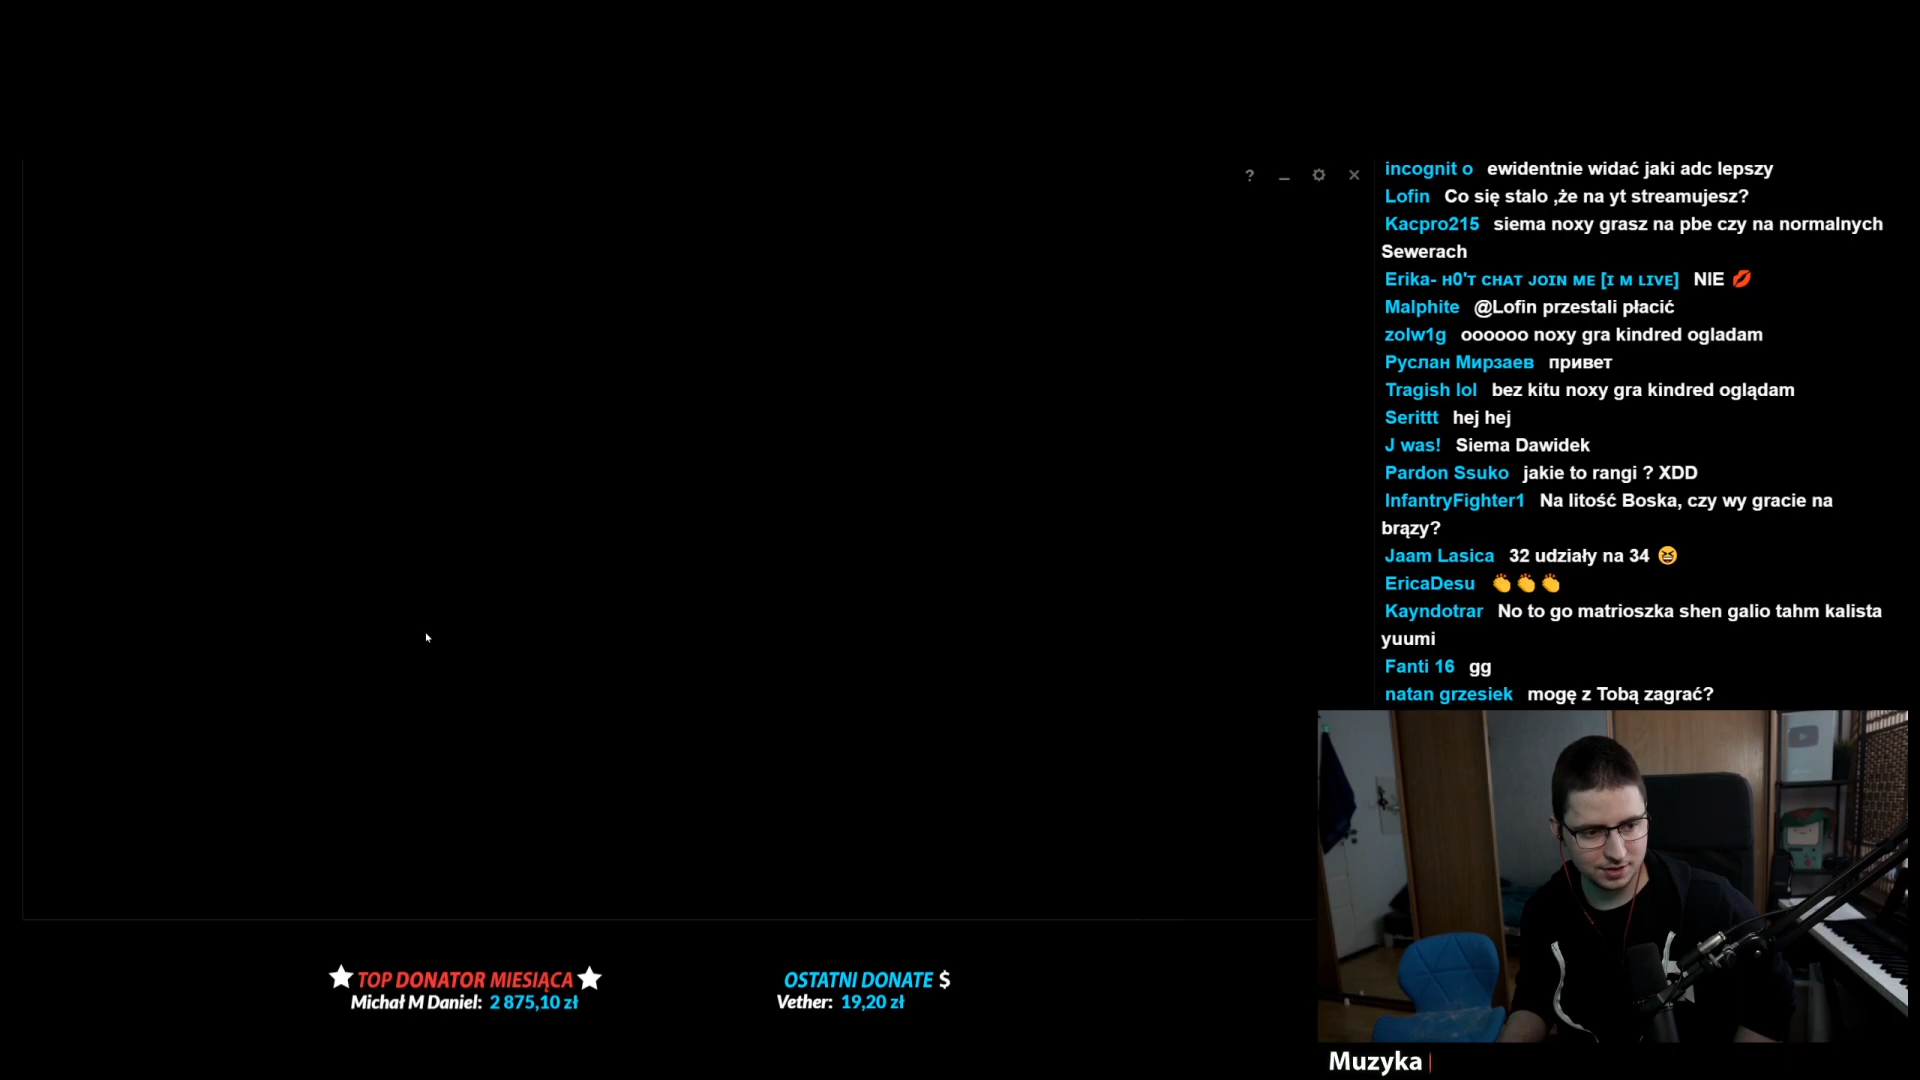 ? _ ×
incognit o ewidentnie widać jaki adc lepszy
Lofin Co się stalo ,że na yt streamujesz?
Kacpro215 siema noxy grasz na pbe czy na normalnych
Sewerach
Erika- ʜ0'ᴛ ᴄʜᴀᴛ ᴊᴏɪɴ ᴍᴇ [ɪ ᴍ ʟɪᴠᴇ] NIE 💋
Malphite @Lofin przestali płacić
zolw1g oooooo noxy gra kindred ogladam
Руслан Мирзаев привет
Tragish lol bez kitu noxy gra kindred oglądam
Serittt hej hej
J was! Siema Dawidek
Pardon Ssuko jakie to rangi ? XDD
InfantryFighter1 Na litość Boska, czy wy gracie na
brązy?
Jaam Lasica 32 udziały na 34 😆
EricaDesu 👏👏👏
Kayndotrar No to go matrioszka shen galio tahm kalista
yuumi
Fanti 16 gg
natan grzesiek mogę z Tobą zagrać?
★ TOP DONATOR MIESIĄCA ★
Michał M Daniel: 2 875,10 zł
OSTATNI DONATE $
Vether: 19,20 zł
Muzyka |